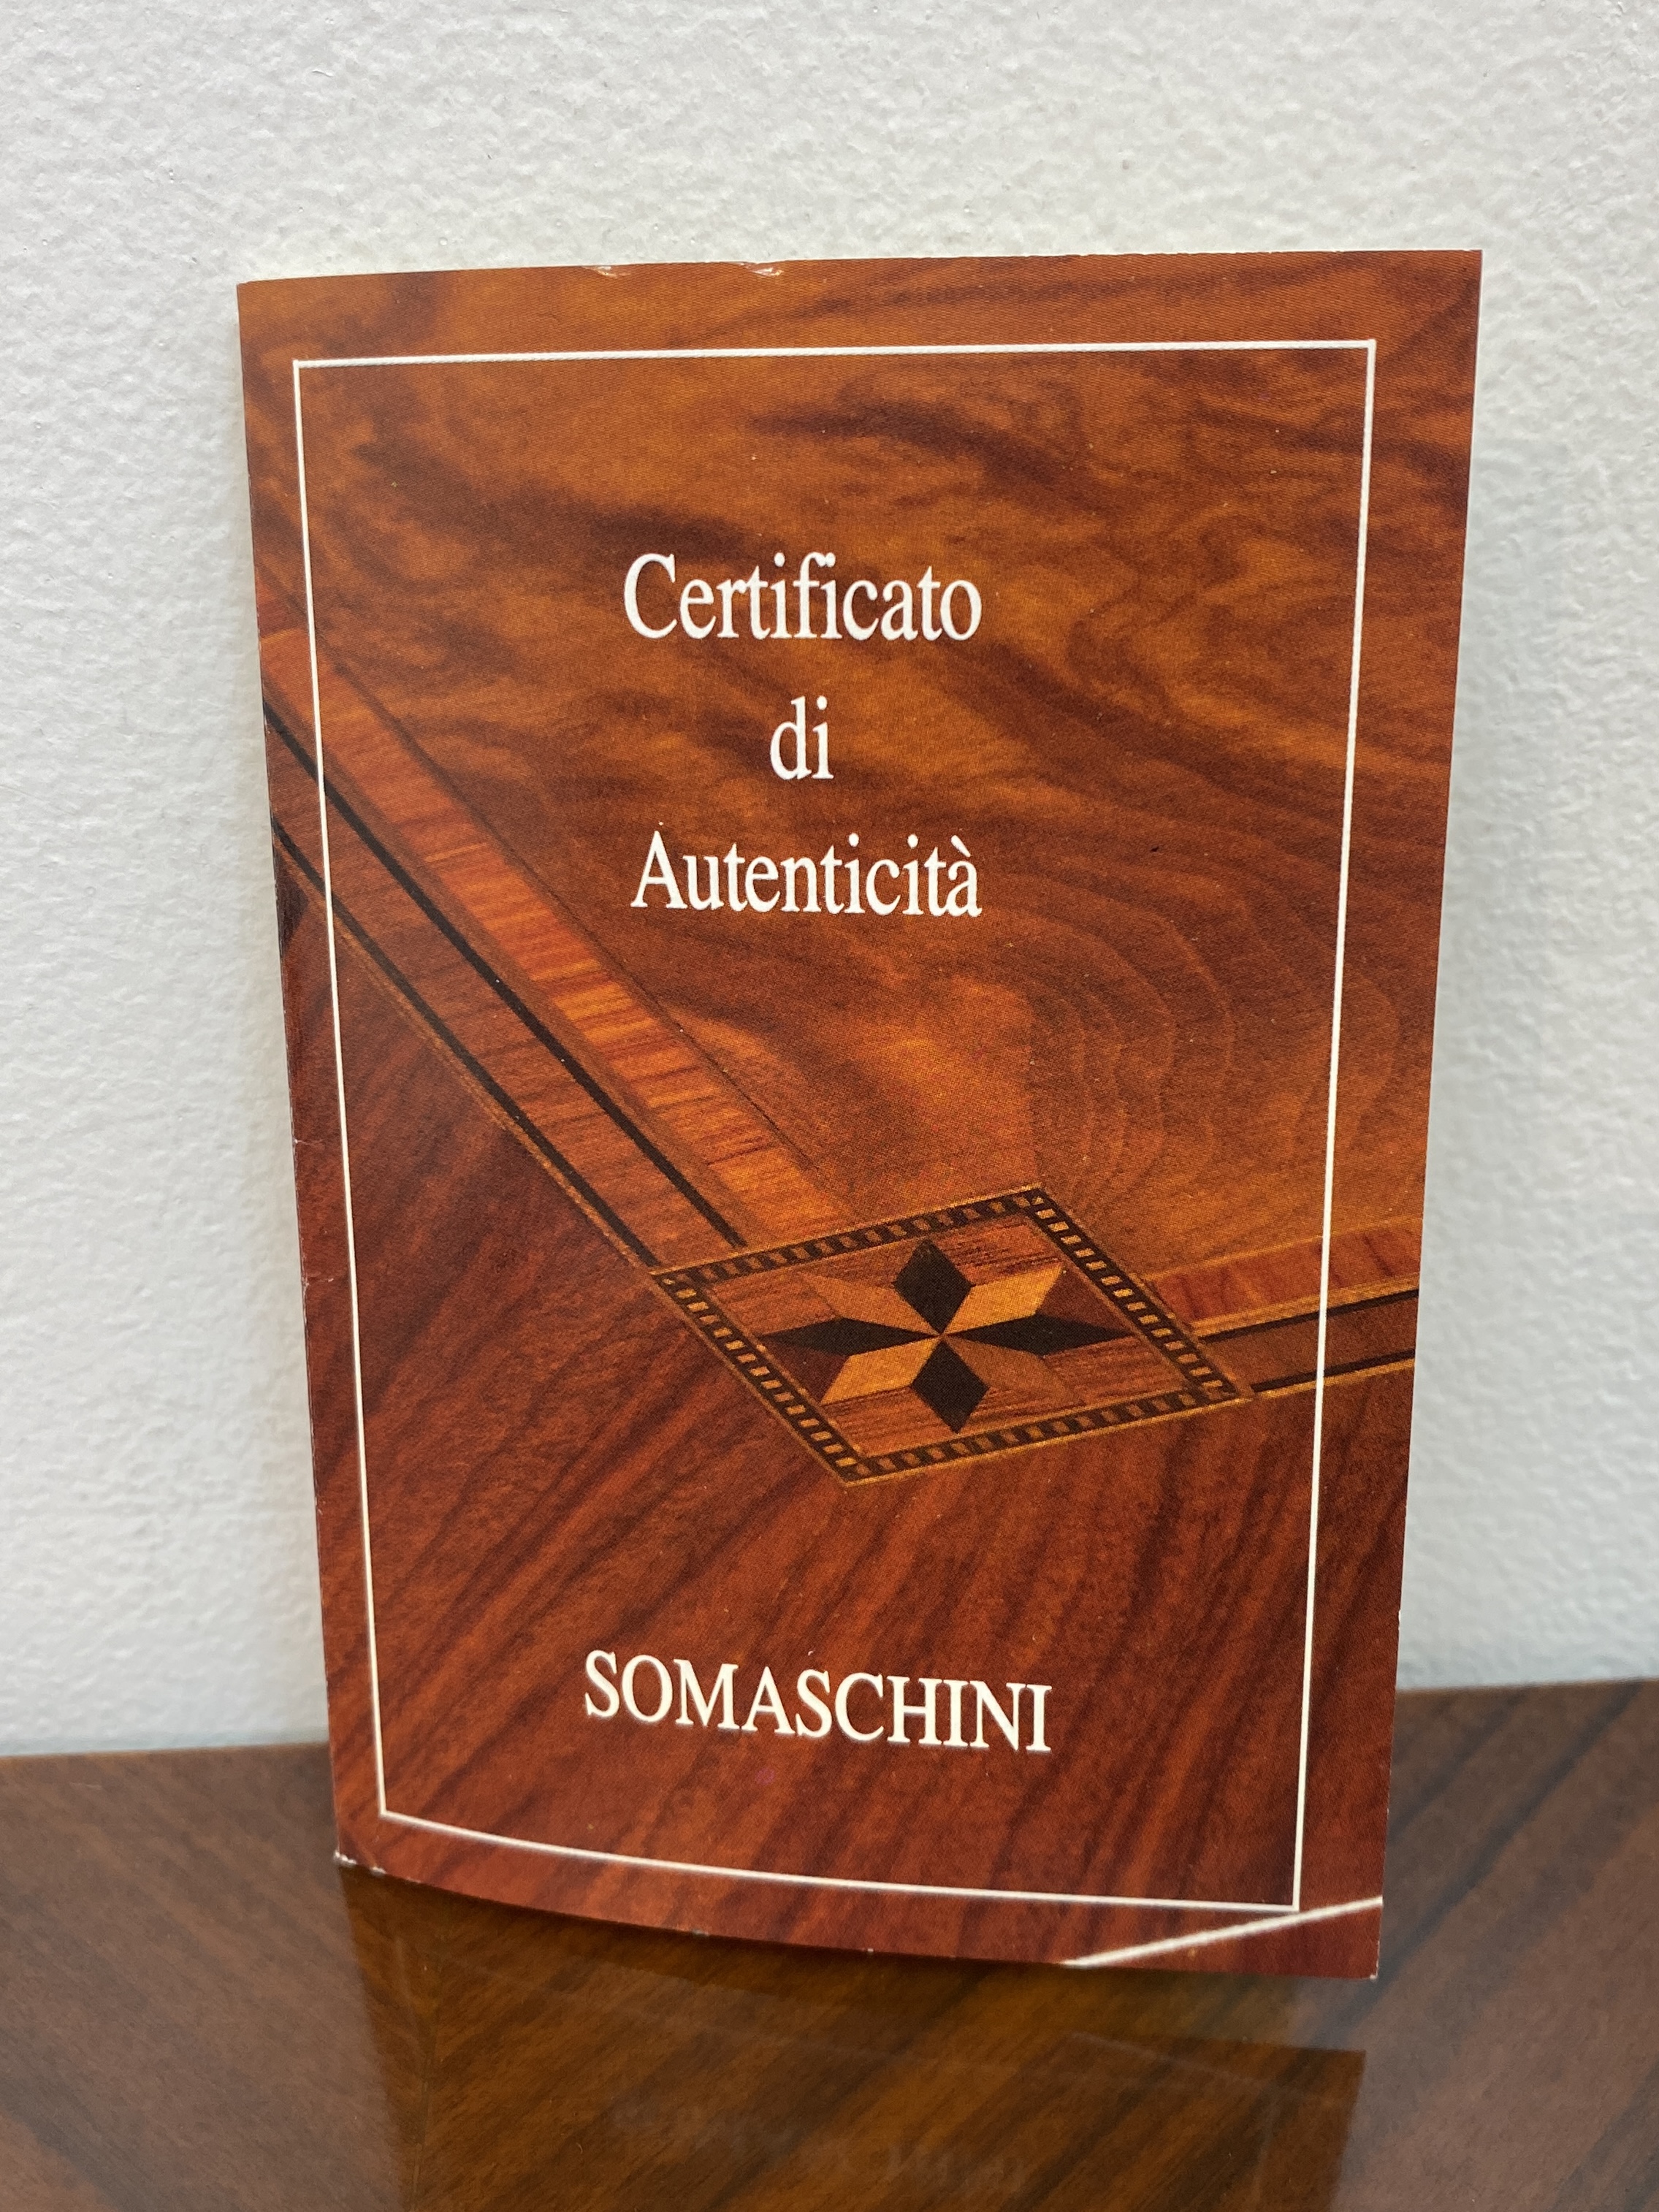 Certificato
di
Autenticità
SOMASCHINI